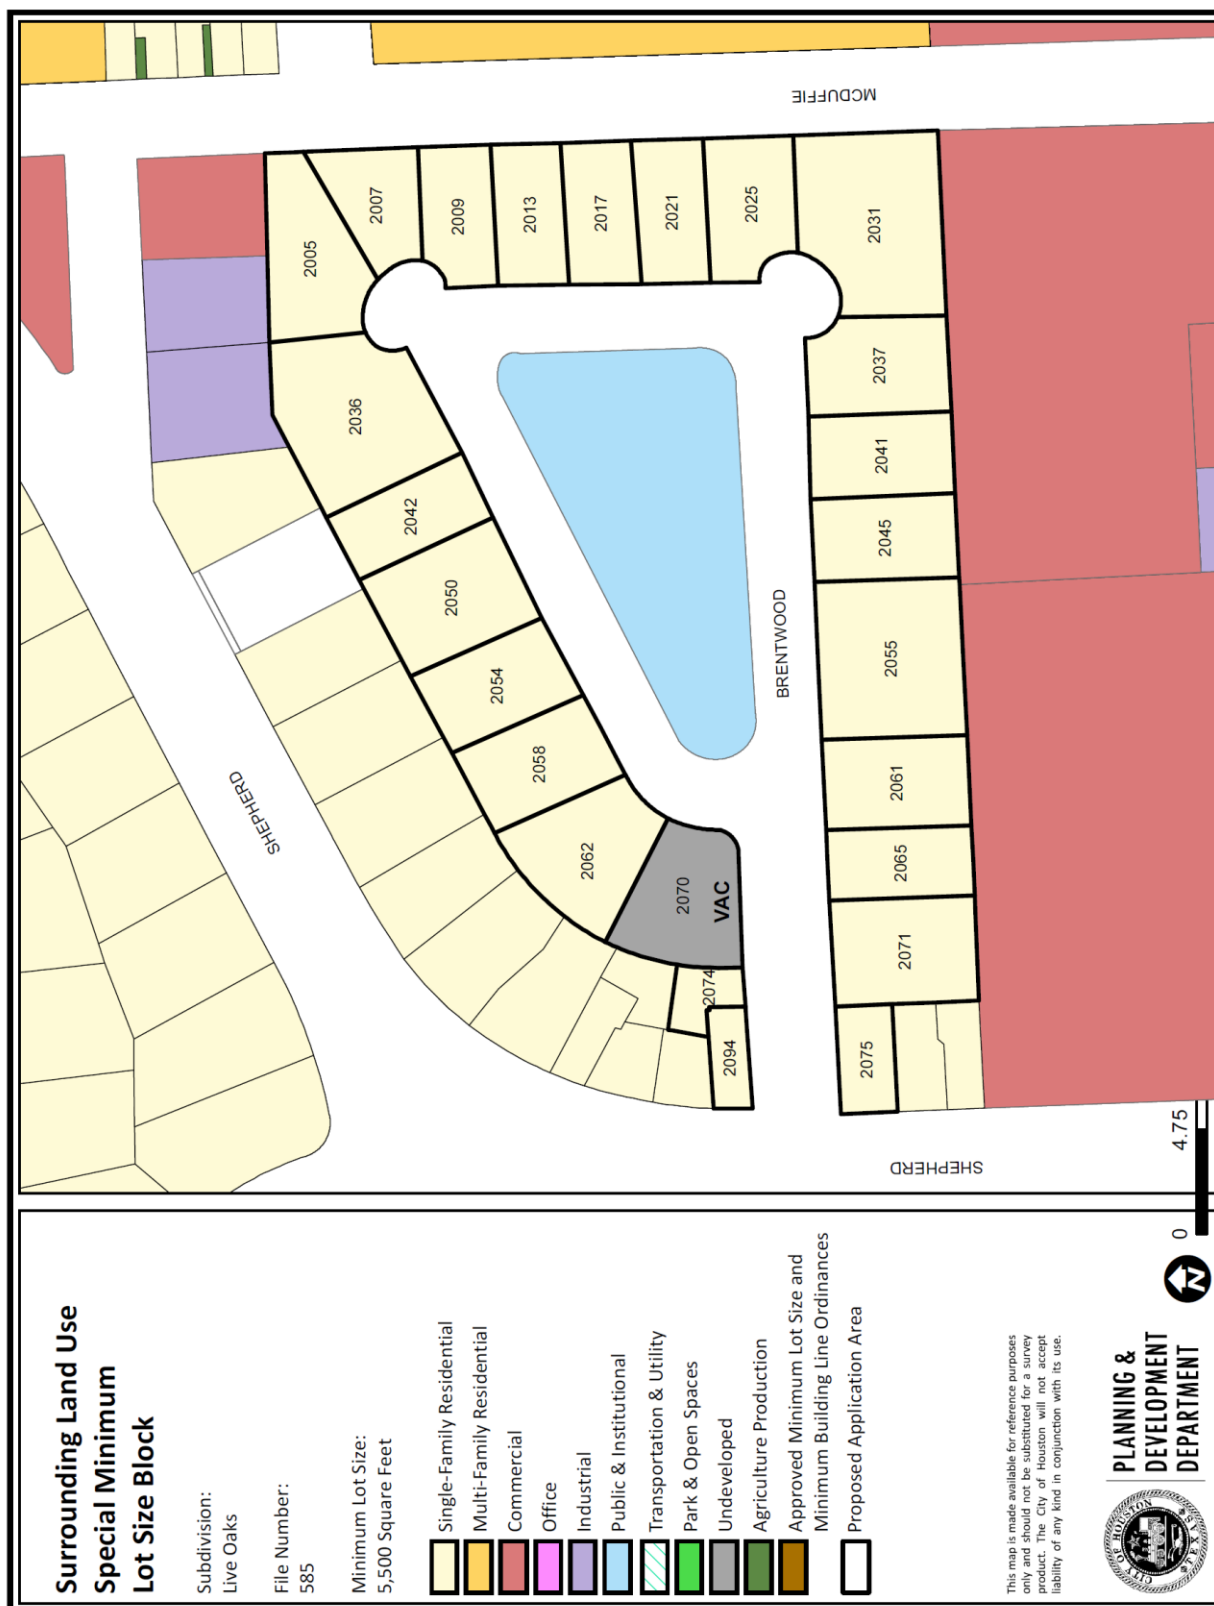 Surrounding Land Use
Special Minimum
Lot Size Block
Subdivision:
Live Oaks
File Number:
585
Minimum Lot Size:
5,500 Square Feet
Single-Family Residential
Multi-Family Residential
Commercial
Office
Industrial
Public & Institutional
Transportation & Utility
Park & Open Spaces
Undeveloped
Agriculture Production
Approved Minimum Lot Size and
Minimum Building Line Ordinances
Proposed Application Area
This map is made available for reference purposes
only and should not be substituted for a survey
product. The City of Houston will not accept
liability of any kind in conjunction with its use.
CITY OF HOUSTON
TEXAS
PLANNING &
DEVELOPMENT
DEPARTMENT
N
0
4.75
SHEPHERD
SHEPHERD
BRENTWOOD
MCDUFFIE
2005
2007
2009
2013
2017
2021
2025
2031
2036
2037
2042
2041
2050
2045
2054
2055
2058
2061
2062
2065
2070
VAC
2071
2074
2094
2075